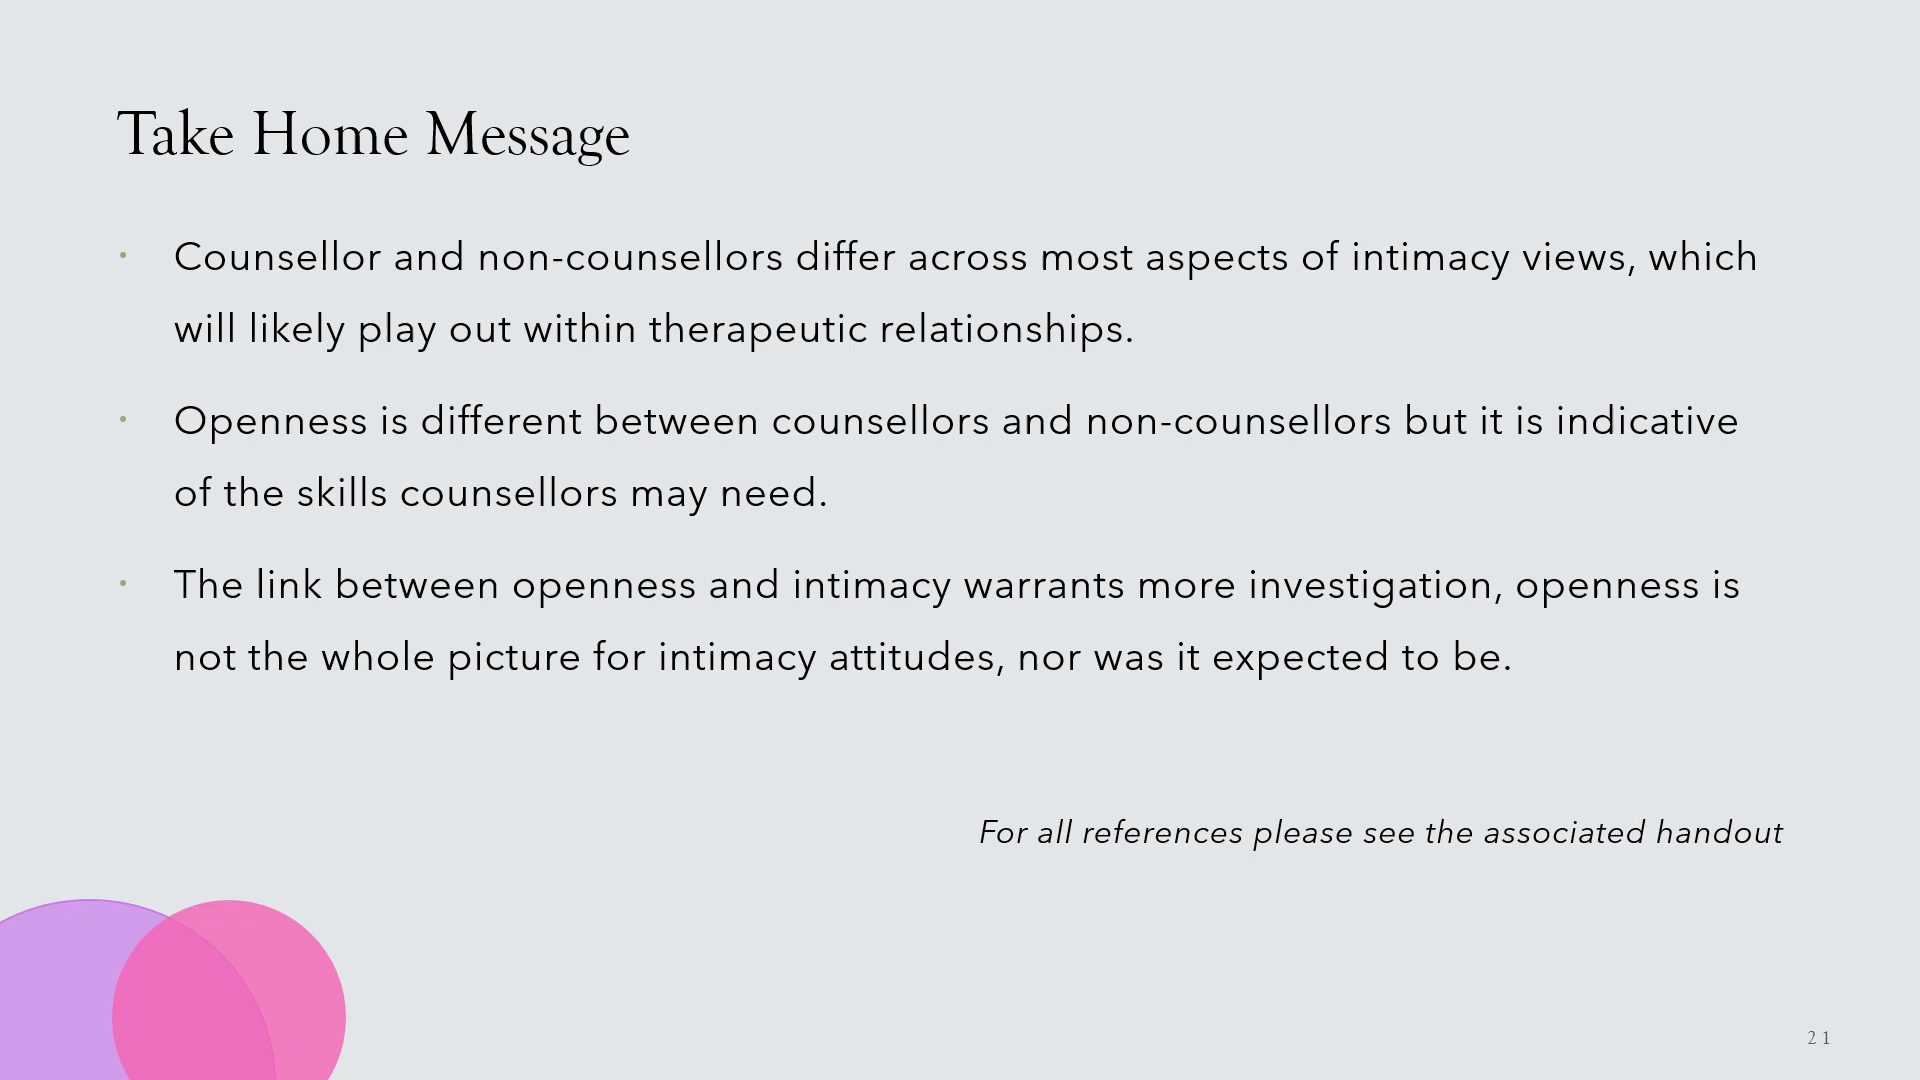 Take Home Message
• Counsellor and non-counsellors differ across most aspects of intimacy views, which
will likely play out within therapeutic relationships.
• Openness is different between counsellors and non-counsellors but it is indicative
of the skills counsellors may need.
• The link between openness and intimacy warrants more investigation, openness is
not the whole picture for intimacy attitudes, nor was it expected to be.
For all references please see the associated handout
21